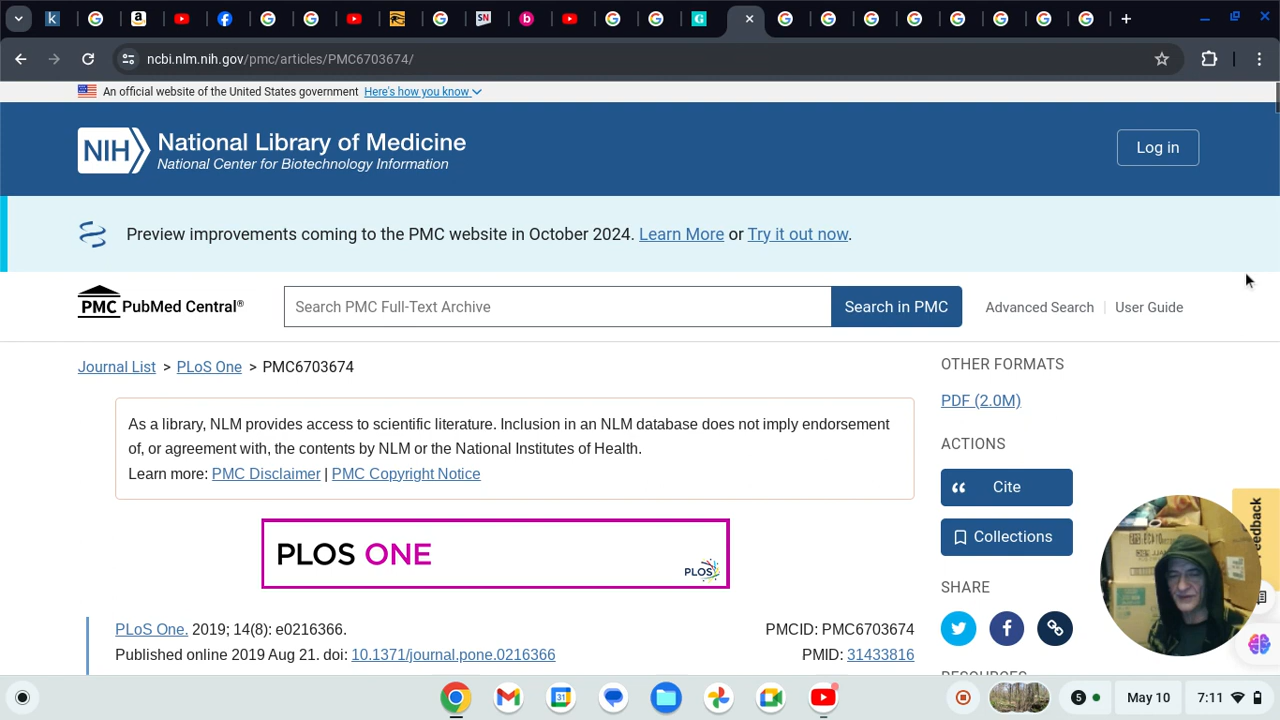 ncbi.nlm.nih.gov/pmc/articles/PMC6703674/
An official website of the United States government Here's how you know
NIH National Library of Medicine
National Center for Biotechnology Information
Log in
Preview improvements coming to the PMC website in October 2024. Learn More or Try it out now.
PMC PubMed Central®
Search PMC Full-Text Archive
Search in PMC
Advanced Search | User Guide
Journal List > PLoS One > PMC6703674
As a library, NLM provides access to scientific literature. Inclusion in an NLM database does not imply endorsement
of, or agreement with, the contents by NLM or the National Institutes of Health.
Learn more: PMC Disclaimer | PMC Copyright Notice
PLOS ONE
PLOS
PLoS One. 2019; 14(8): e0216366.
PMCID: PMC6703674
Published online 2019 Aug 21. doi: 10.1371/journal.pone.0216366
PMID: 31433816
OTHER FORMATS
PDF (2.0M)
ACTIONS
Cite
Collections
SHARE
5
May 10
7:11